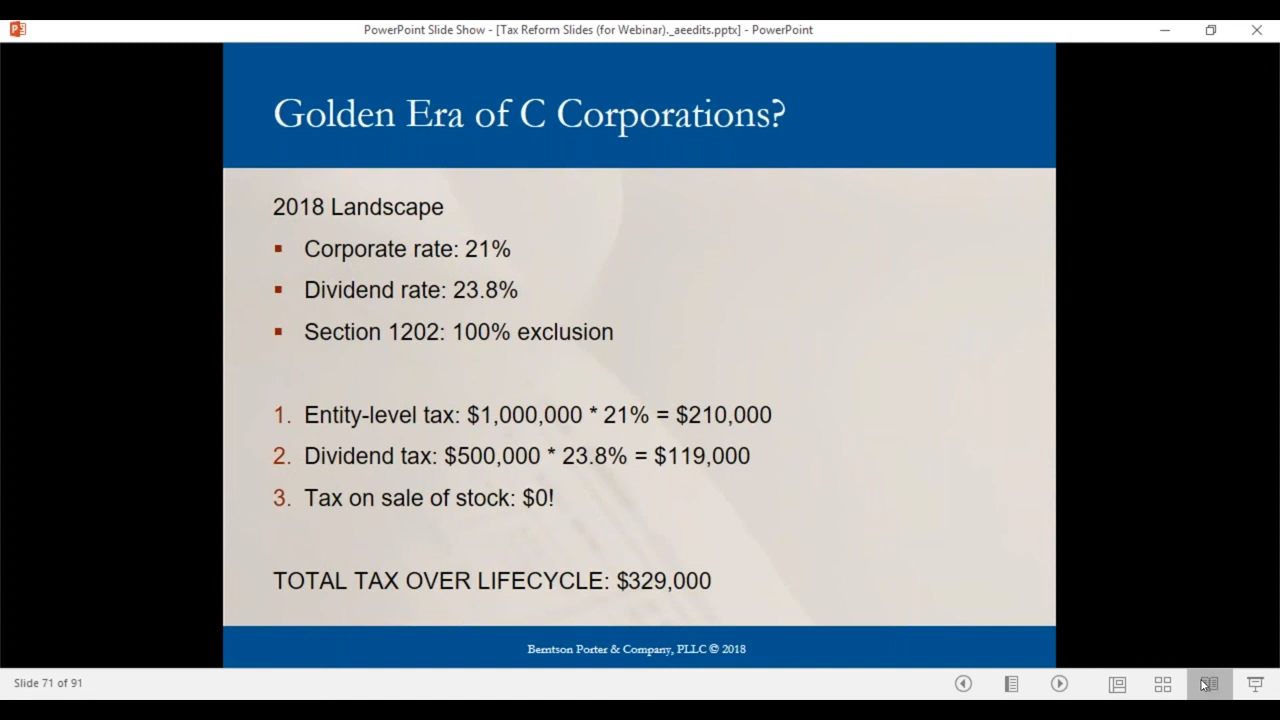 PowerPoint Slide Show - [Tax Reform Slides (for Webinar)._aeedits.pptx] - PowerPoint
Golden Era of C Corporations?
2018 Landscape
▪ Corporate rate: 21%
▪ Dividend rate: 23.8%
▪ Section 1202: 100% exclusion
1. Entity-level tax: $1,000,000 * 21% = $210,000
2. Dividend tax: $500,000 * 23.8% = $119,000
3. Tax on sale of stock: $0!
TOTAL TAX OVER LIFECYCLE: $329,000
Berntson Porter & Company, PLLC © 2018
Slide 71 of 91